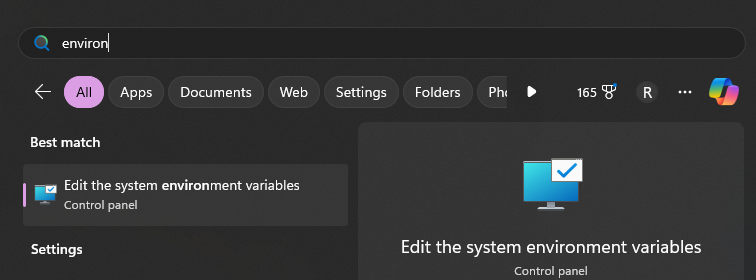 environ
All Apps Documents Web Settings Folders Pho 165 R
Best match
Edit the system environment variables
Control panel
Settings
Edit the system environment variables
Control panel